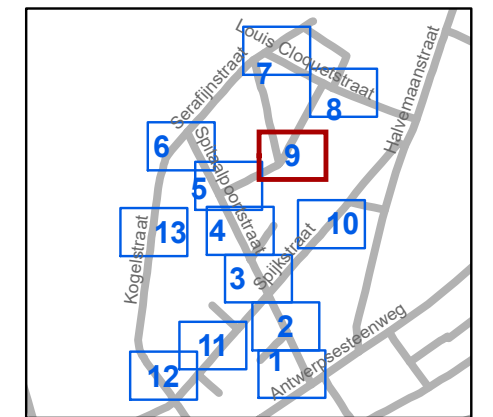 Louis Cloquetstraat
7
8
Serafijnstraat
Halvemaanstraat
6
9
5
Spitaalpoortstraat
4
13
10
Kogelstraat
Spijkstraat
3
2
11
1
12
Antwerpsesteenweg